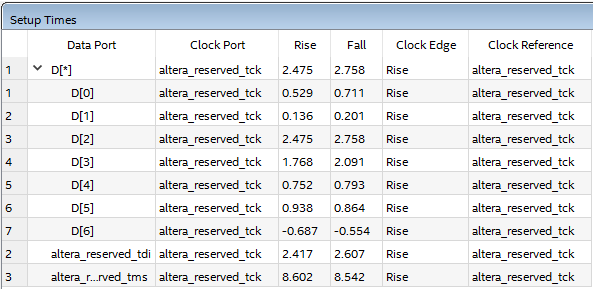 Setup Times
Data Port Clock Port Rise Fall Clock Edge Clock Reference
1 D[*] altera_reserved_tck 2.475 2.758 Rise altera_reserved_tck
1 D[0] altera_reserved_tck 0.529 0.711 Rise altera_reserved_tck
2 D[1] altera_reserved_tck 0.136 0.201 Rise altera_reserved_tck
3 D[2] altera_reserved_tck 2.475 2.758 Rise altera_reserved_tck
4 D[3] altera_reserved_tck 1.768 2.091 Rise altera_reserved_tck
5 D[4] altera_reserved_tck 0.752 0.793 Rise altera_reserved_tck
6 D[5] altera_reserved_tck 0.938 0.864 Rise altera_reserved_tck
7 D[6] altera_reserved_tck -0.687 -0.554 Rise altera_reserved_tck
2 altera_reserved_tdi altera_reserved_tck 2.417 2.607 Rise altera_reserved_tck
3 altera_r...rved_tms altera_reserved_tck 8.602 8.542 Rise altera_reserved_tck